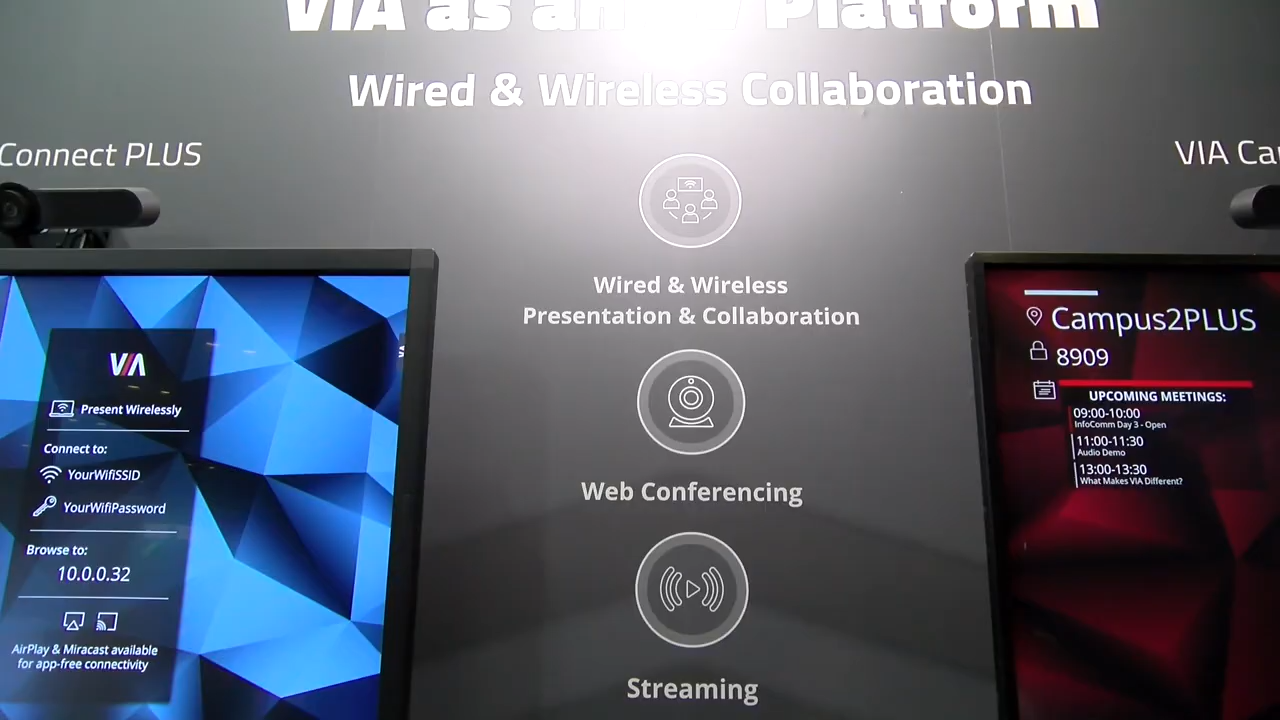 VIA as an Platform
Wired & Wireless Collaboration
Connect PLUS
VIA
Present Wirelessly
Connect to:
YourWifiSSID
YourWifiPassword
Browse to:
10.0.0.32
AirPlay & Miracast available
for app-free connectivity
Wired & Wireless
Presentation & Collaboration
Web Conferencing
Streaming
VIA
Campus2PLUS
8909
UPCOMING MEETINGS:
09:00-10:00
InfoComm Day 3 - Open
11:00-11:30
Audio Demo
13:00-13:30
What Makes VIA Different?